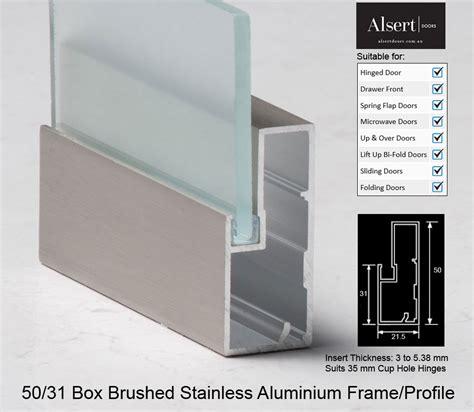 Alsert DOORS
alsertdoors.com.au
Suitable for:
Hinged Door
Drawer Front
Spring Flap Doors
Microwave Doors
Up & Over Doors
Lift Up Bi-Fold Doors
Sliding Doors
Folding Doors
31
50
21.5
Insert Thickness: 3 to 5.38 mm
Suits 35 mm Cup Hole Hinges
50/31 Box Brushed Stainless Aluminium Frame/Profile